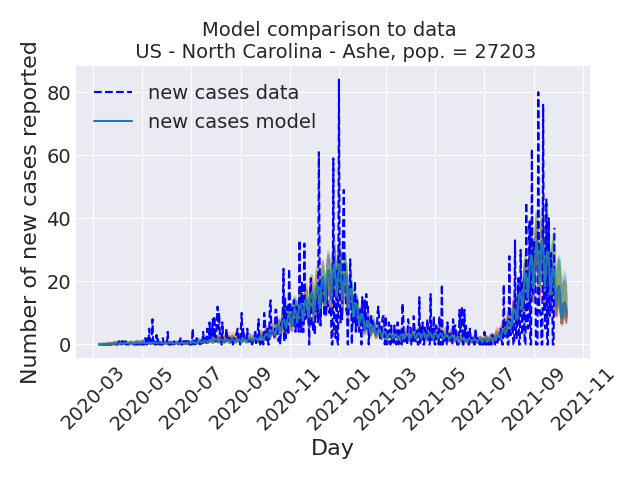 Model comparison to data
US - North Carolina - Ashe, pop. = 27203
Number of new cases reported
80
60
40
20
0
new cases data
new cases model
2020-03
2020-05
2020-07
2020-09
2020-11
2021-01
2021-03
2021-05
2021-07
2021-09
2021-11
Day